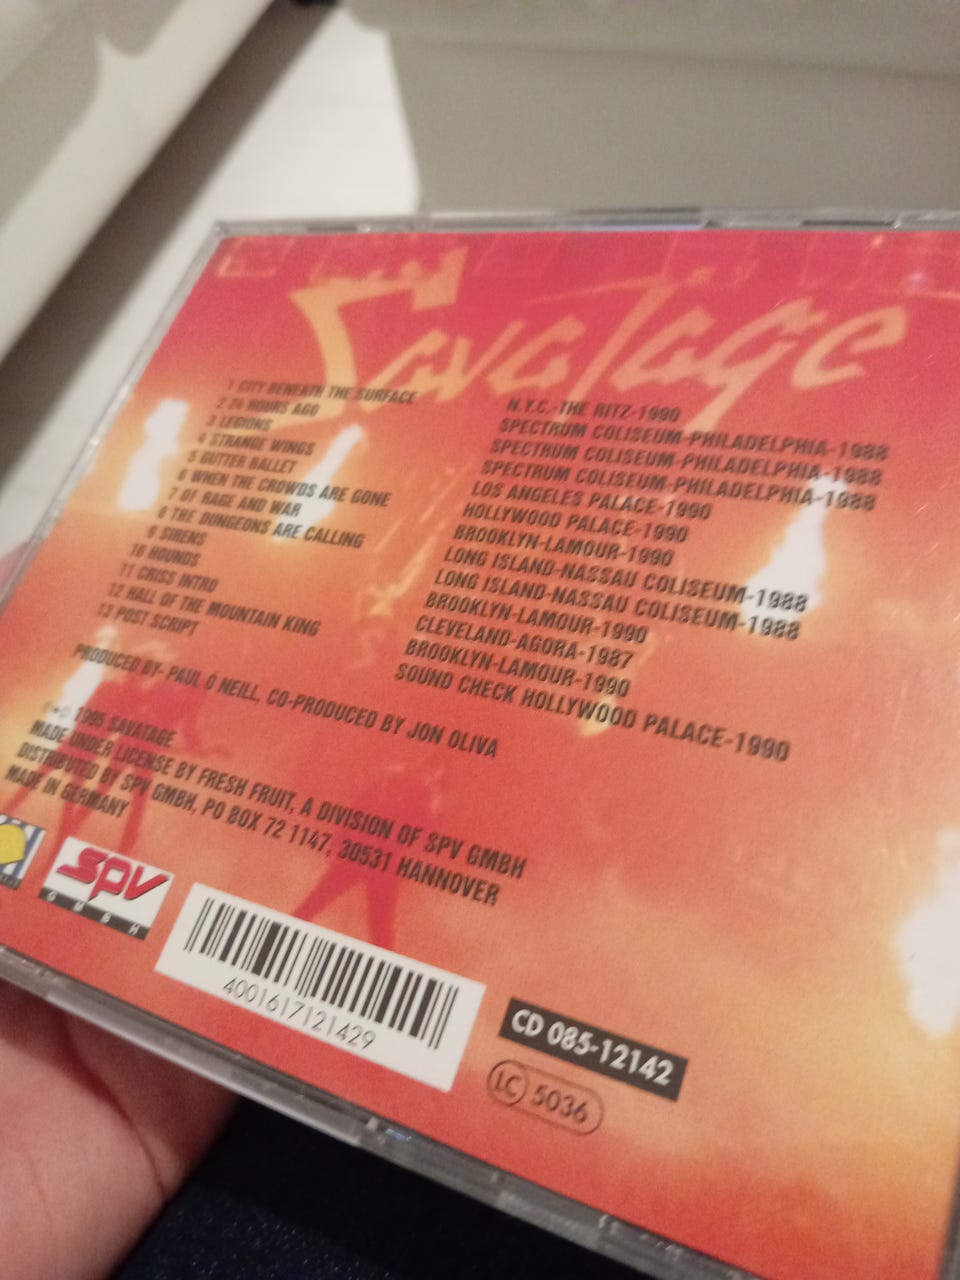 Savatage
1 CITY BENEATH THE SURFACE
2 24 HOURS AGO
3 LEGIONS
4 STRANGE WINGS
5 GUTTER BALLET
6 WHEN THE CROWDS ARE GONE
7 OF RAGE AND WAR
8 THE DUNGEONS ARE CALLING
9 SIRENS
10 HOUNDS
11 CRISS INTRO
12 HALL OF THE MOUNTAIN KING
13 POST SCRIPT
N.Y.C.-THE RITZ-1990
SPECTRUM COLISEUM-PHILADELPHIA-1988
SPECTRUM COLISEUM-PHILADELPHIA-1988
SPECTRUM COLISEUM-PHILADELPHIA-1988
LOS ANGELES PALACE-1990
HOLLYWOOD PALACE-1990
BROOKLYN-LAMOUR-1990
LONG ISLAND-NASSAU COLISEUM-1988
LONG ISLAND-NASSAU COLISEUM-1988
BROOKLYN-LAMOUR-1990
CLEVELAND-AGORA-1987
BROOKLYN-LAMOUR-1990
SOUND CHECK HOLLYWOOD PALACE-1990
PRODUCED BY- PAUL O NEILL, CO-PRODUCED BY JON OLIVA
1995 SAVATAGE
MADE UNDER LICENSE BY FRESH FRUIT, A DIVISION OF SPV GMBH
DISTRIBUTED BY SPV GMBH, PO BOX 72 1147, 30531 HANNOVER
MADE IN GERMANY
SPV
GMBH
4001617121429
CD 085-12142
LC 5036